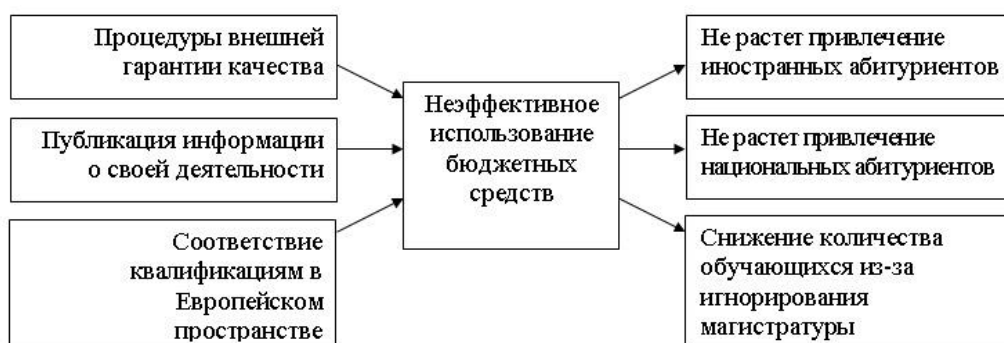 Процедуры внешней
гарантии качества
Публикация информации
о своей деятельности
Соответствие
квалификациям в
Европейском
пространстве
Неэффективное
использование
бюджетных
средств
Не растет привлечение
иностранных абитуриентов
Не растет привлечение
национальных абитуриентов
Снижение количества
обучающихся из-за
игнорирования
магистратуры